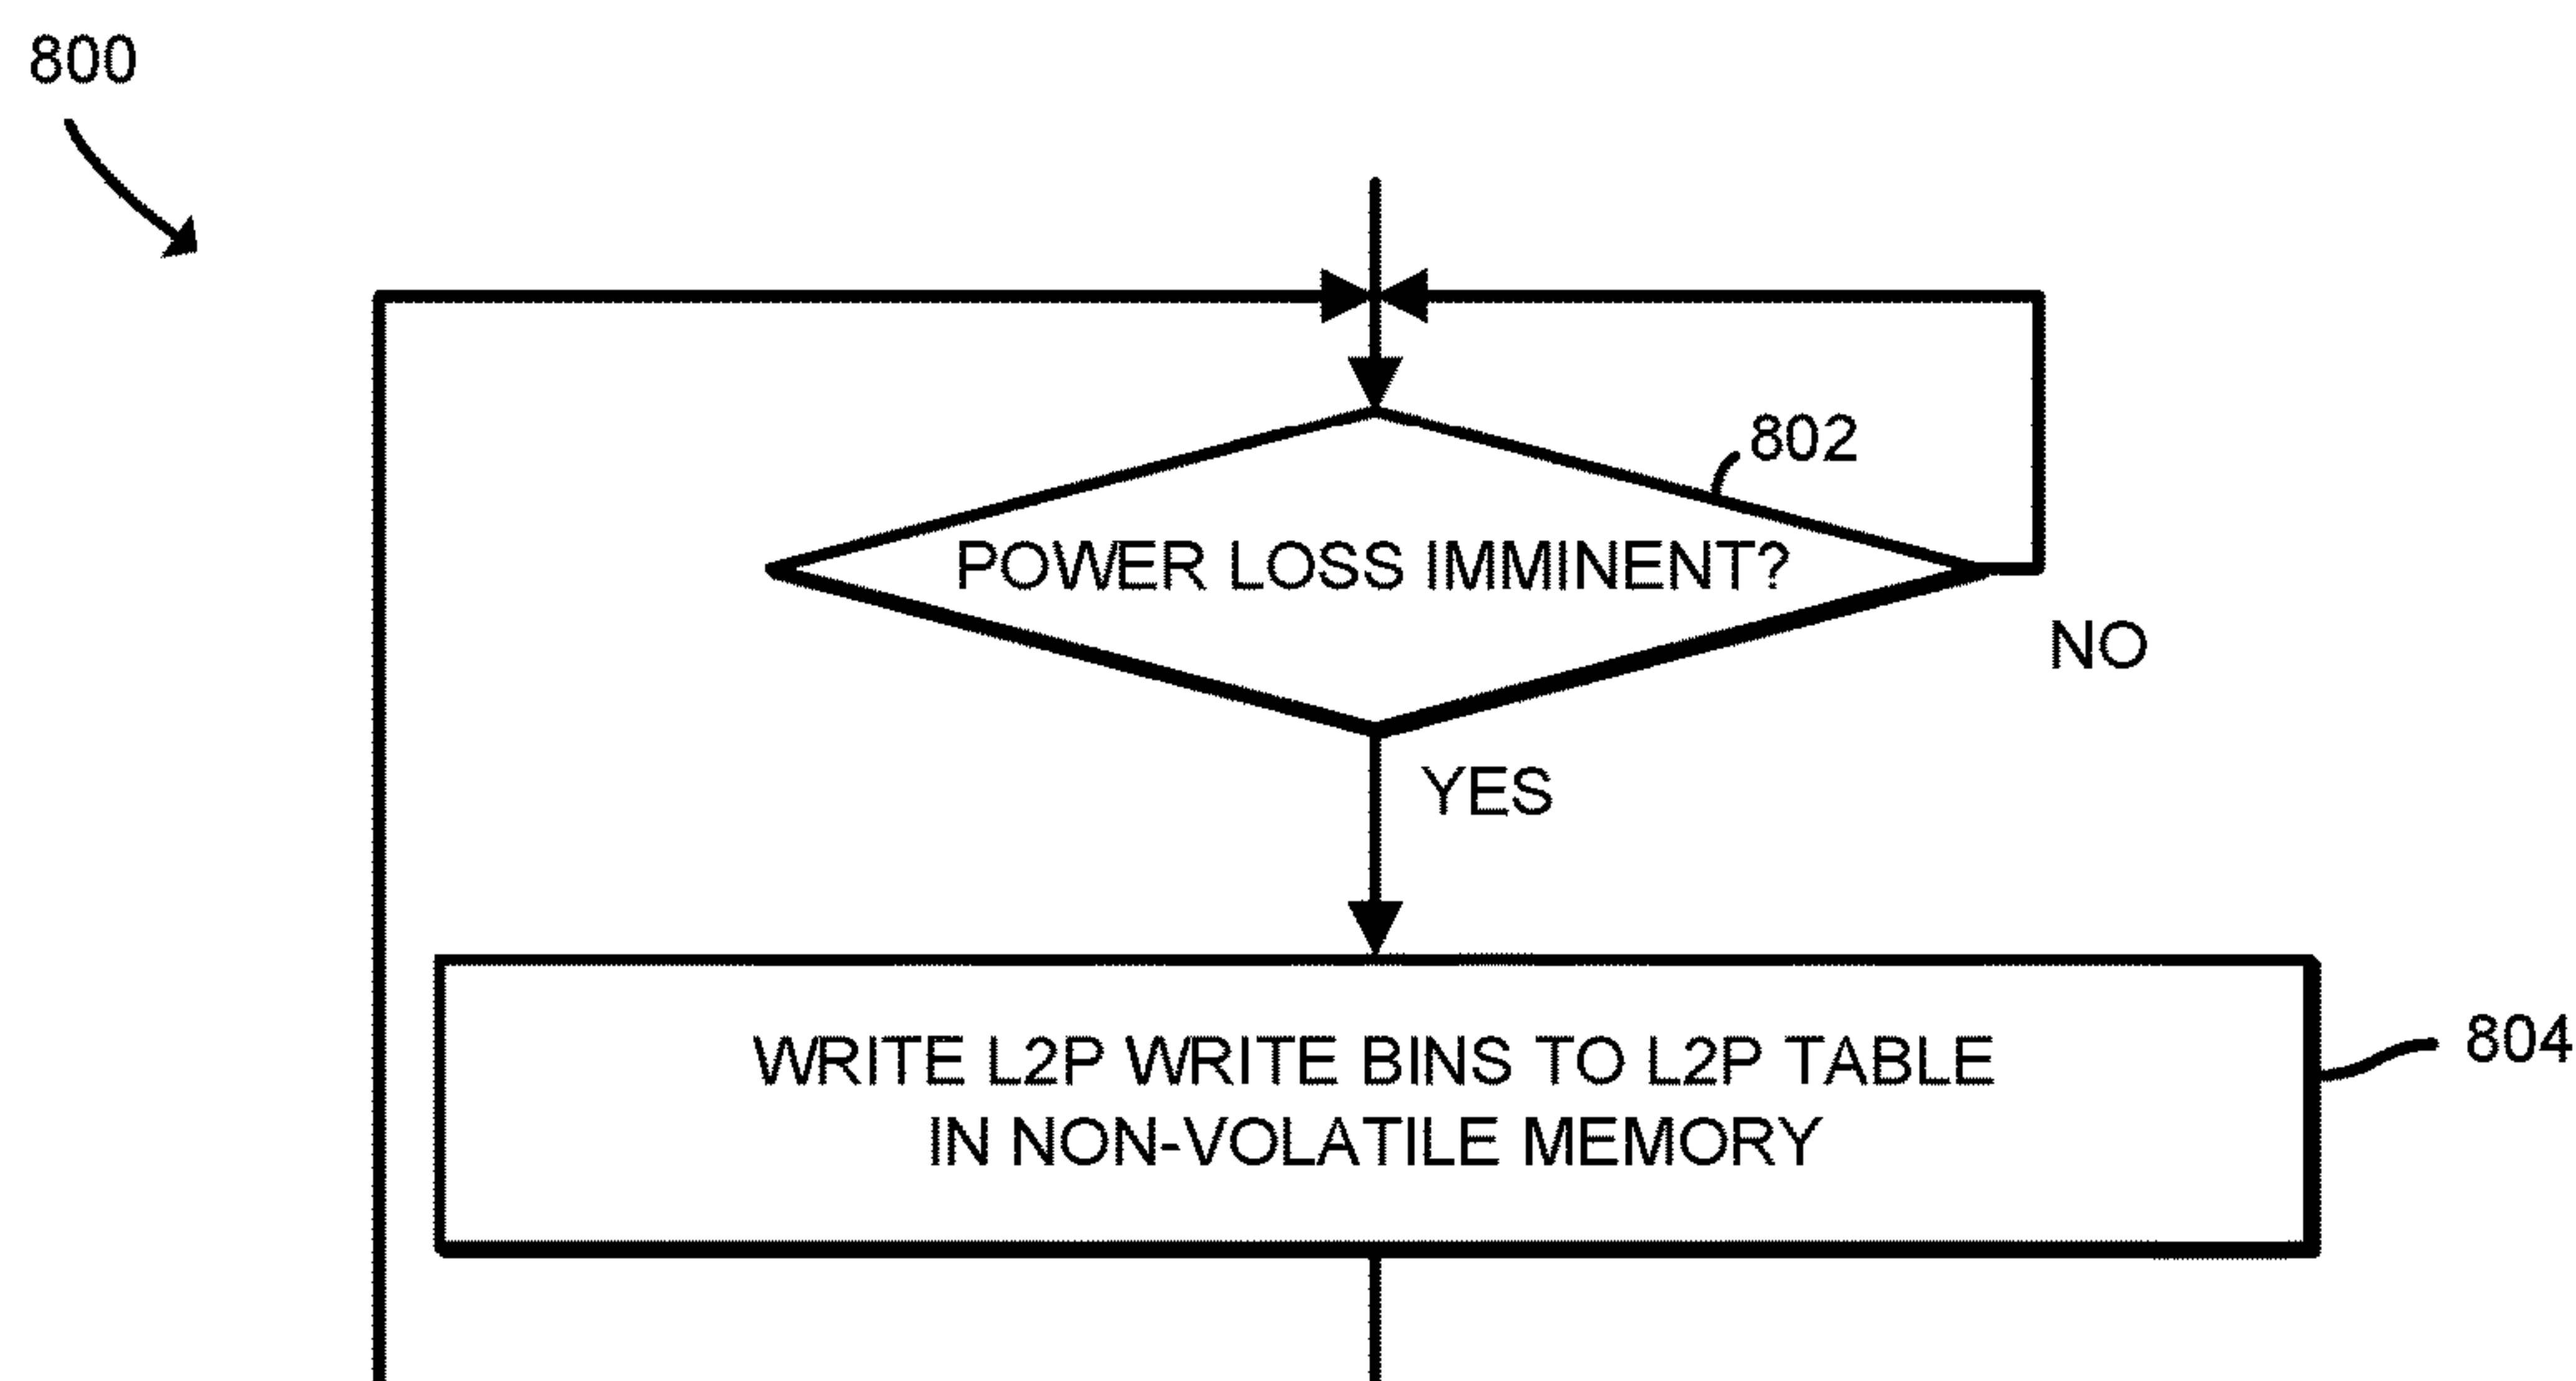 800
802
POWER LOSS IMMINENT?
NO
YES
WRITE L2P WRITE BINS TO L2P TABLE
IN NON-VOLATILE MEMORY
804